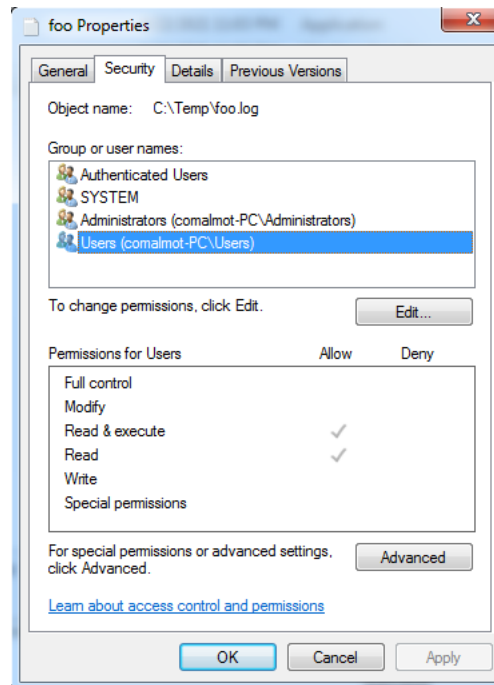 foo Properties
General Security Details Previous Versions
Object name: C:\Temp\foo.log
Group or user names:
Authenticated Users
SYSTEM
Administrators (comalmot-PC\Administrators)
Users (comalmot-PC\Users)
To change permissions, click Edit.
Edit...
Permissions for Users Allow Deny
Full control
Modify
Read & execute
Read
Write
Special permissions
For special permissions or advanced settings,
click Advanced.
Advanced
Learn about access control and permissions
OK Cancel Apply